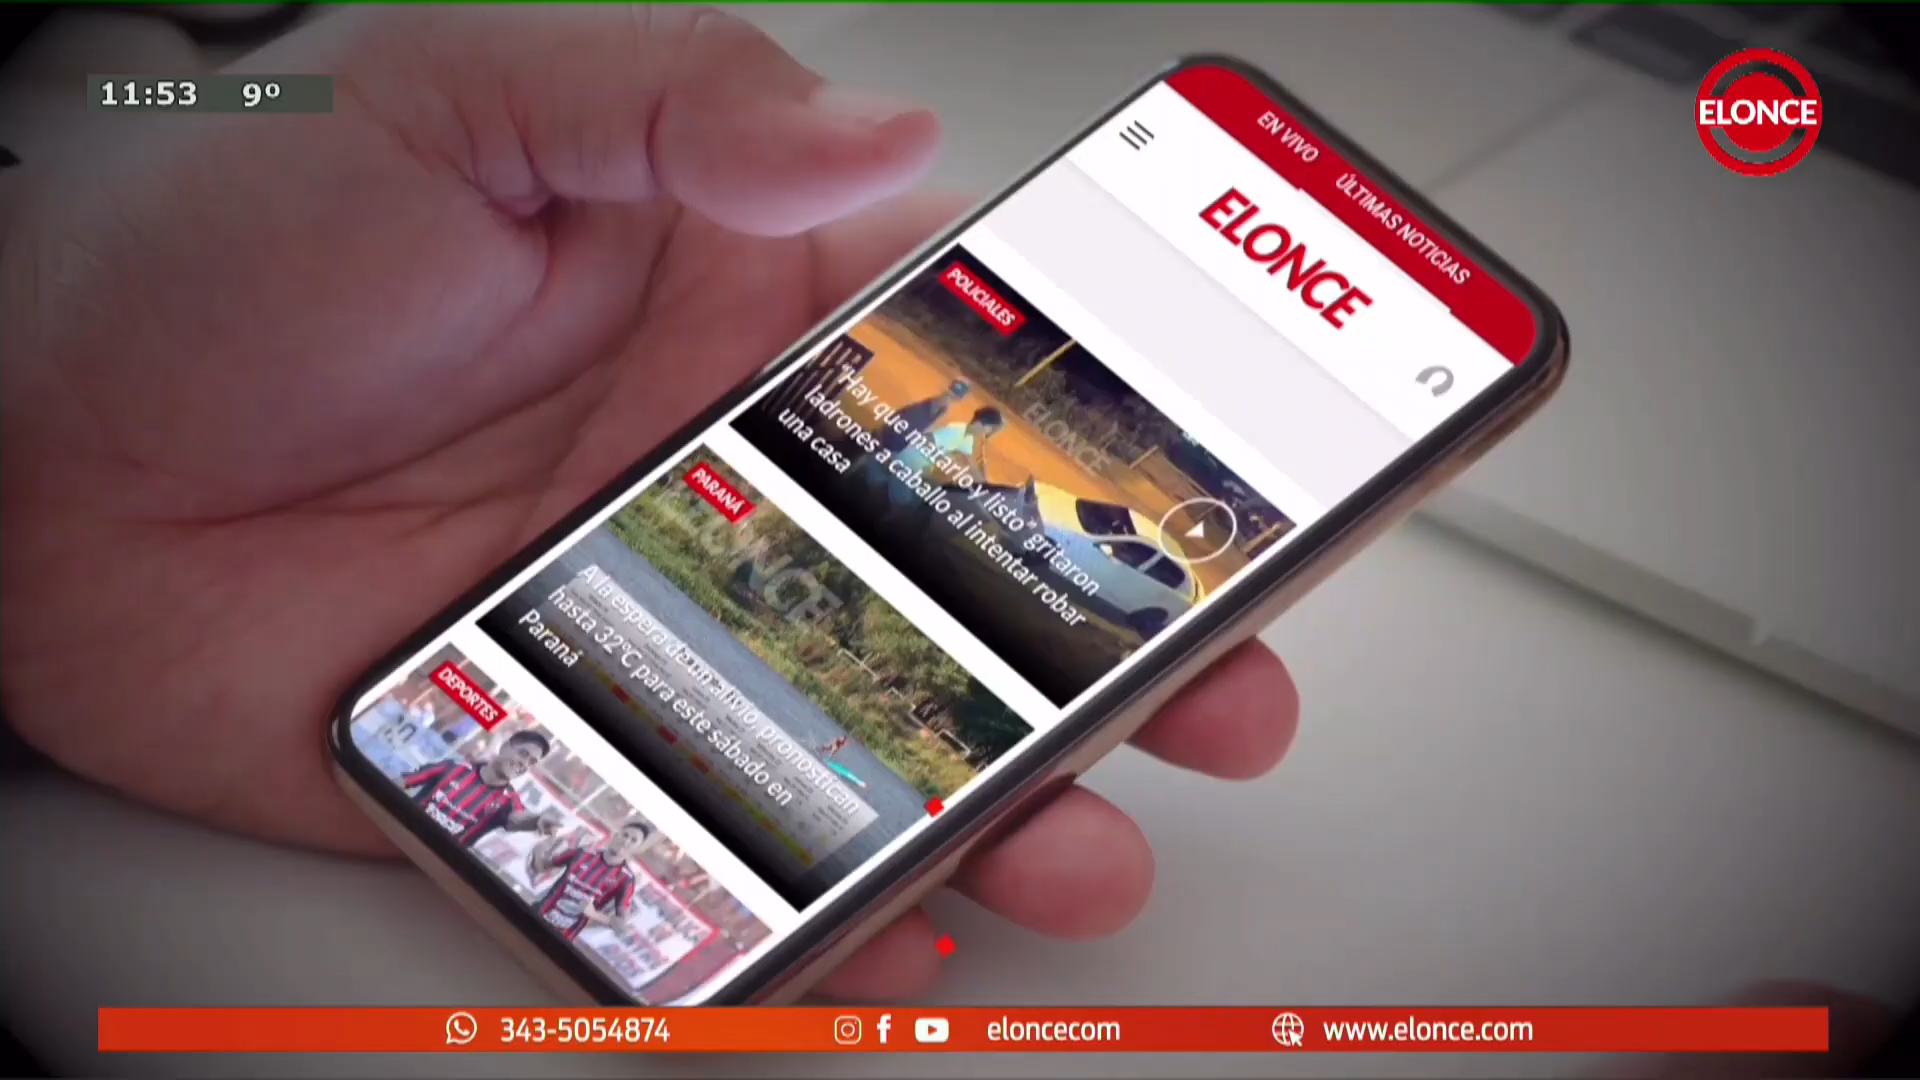 11:53 9º
ELONCE
EN VIVO
ÚLTIMAS NOTICIAS
ELONCE
POLICIALES
ELONCE
"Hay que matarlo y listo" gritaron
ladrones a caballo al intentar robar
una casa
PARANÁ
ELONCE
A la espera de un alivio, pronostican
hasta 32°C para este sábado en
Paraná
DEPORTES
343-5054874
eloncecom
www.elonce.com